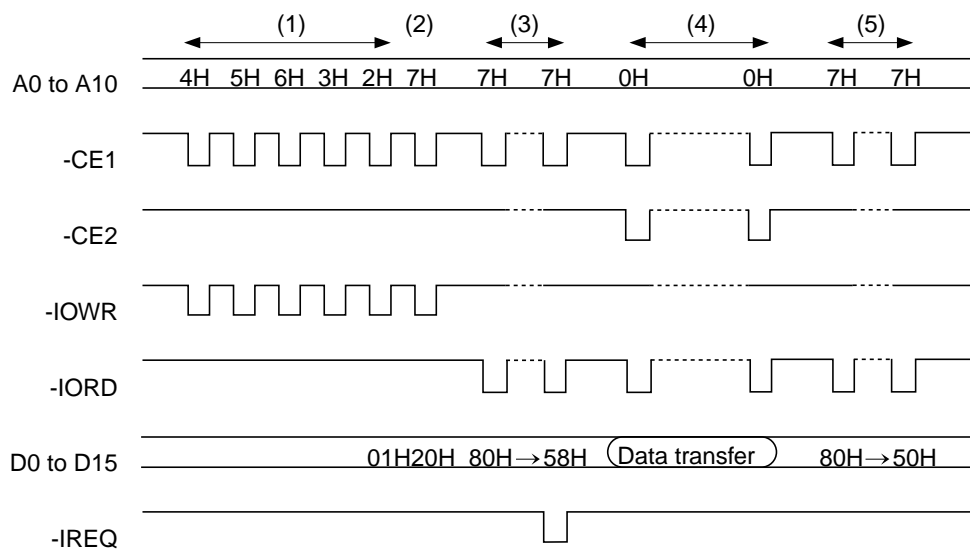 (1) (2) (3) (4) (5)
A0 to A10 4H 5H 6H 3H 2H 7H 7H 7H 0H 0H 7H 7H
-CE1
-CE2
-IOWR
-IORD
D0 to D15 01H20H 80H→58H Data transfer 80H→50H
-IREQ